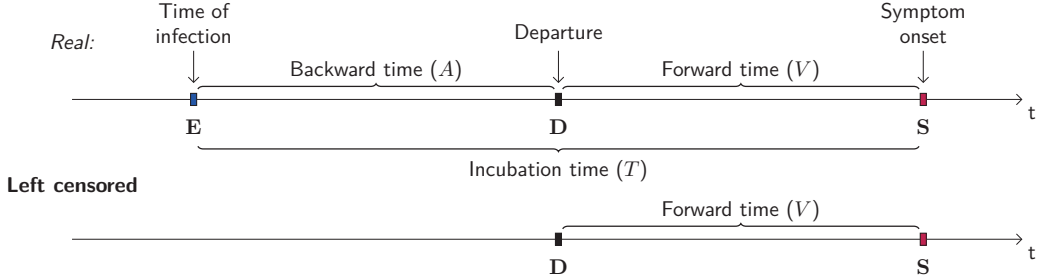 Time of
infection
Departure
Symptom
onset
Real:
Backward time (A)
Forward time (V)
t
E
D
S
Incubation time (T)
Left censored
Forward time (V)
t
D
S